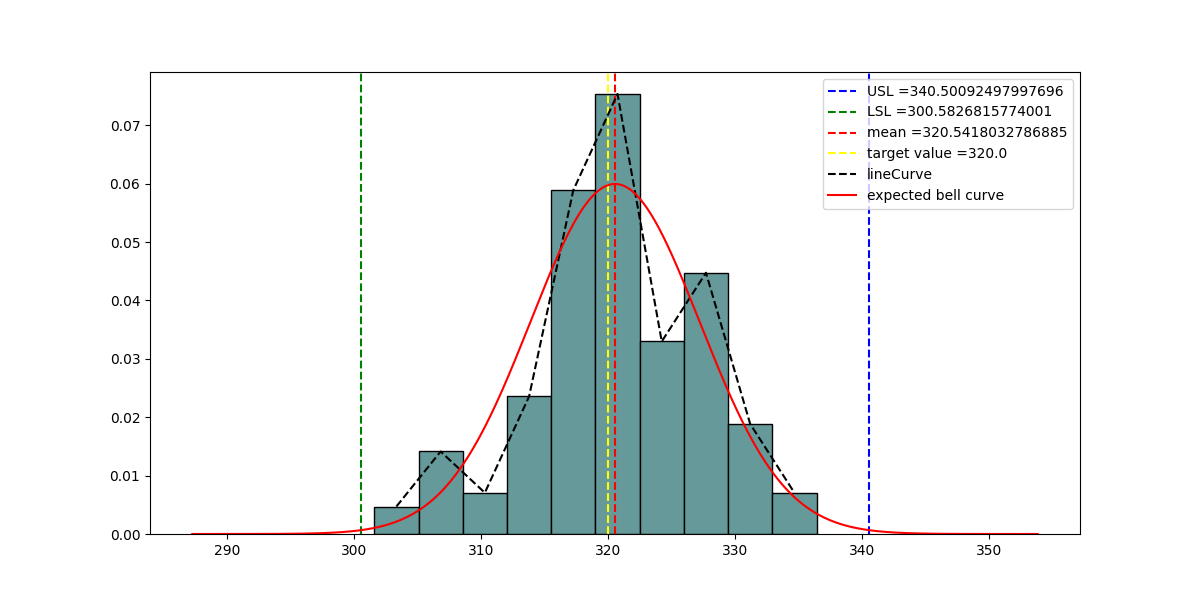 USL =340.50092497997696
LSL =300.5826815774001
mean =320.5418032786885
target value =320.0
lineCurve
expected bell curve
0.07
0.06
0.05
0.04
0.03
0.02
0.01
0.00
290 300 310 320 330 340 350